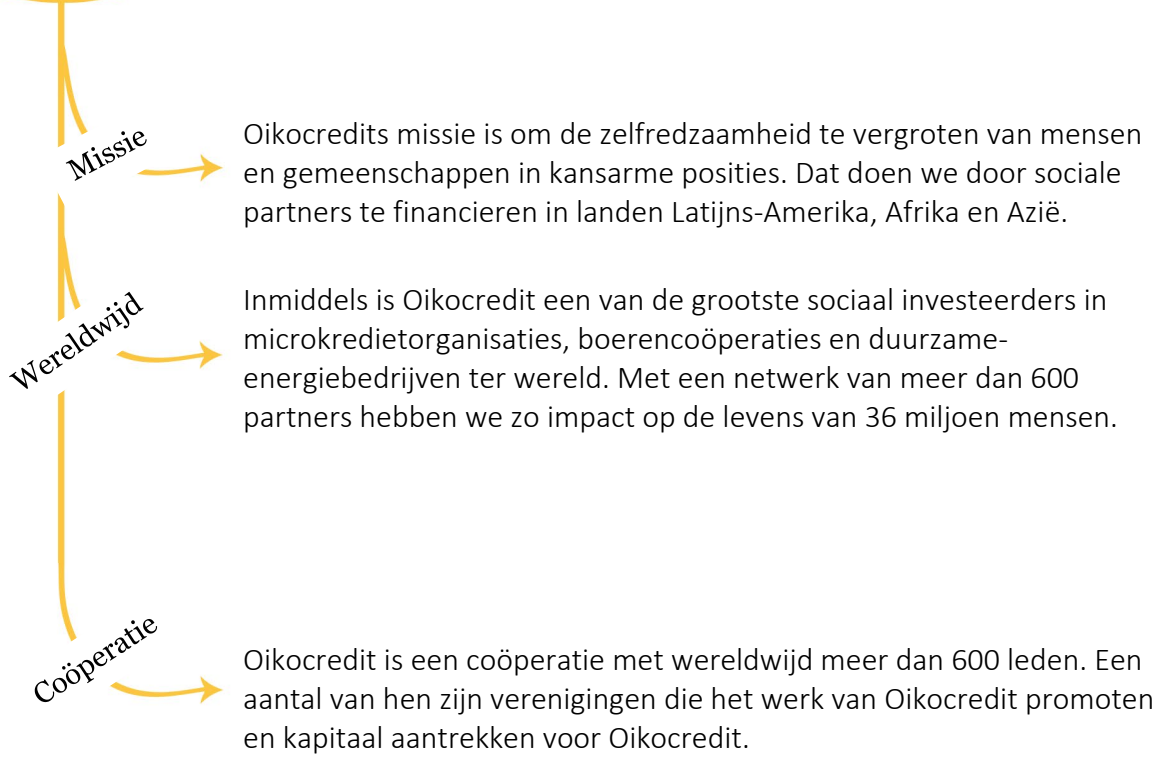 Missie
Oikocredits missie is om de zelfredzaamheid te vergroten van mensen
en gemeenschappen in kansarme posities. Dat doen we door sociale
partners te financieren in landen Latijns-Amerika, Afrika en Azië.
Wereldwijd
Inmiddels is Oikocredit een van de grootste sociaal investeerders in
microkredietorganisaties, boerencoöperaties en duurzame-
energiebedrijven ter wereld. Met een netwerk van meer dan 600
partners hebben we zo impact op de levens van 36 miljoen mensen.
Coöperatie
Oikocredit is een coöperatie met wereldwijd meer dan 600 leden. Een
aantal van hen zijn verenigingen die het werk van Oikocredit promoten
en kapitaal aantrekken voor Oikocredit.